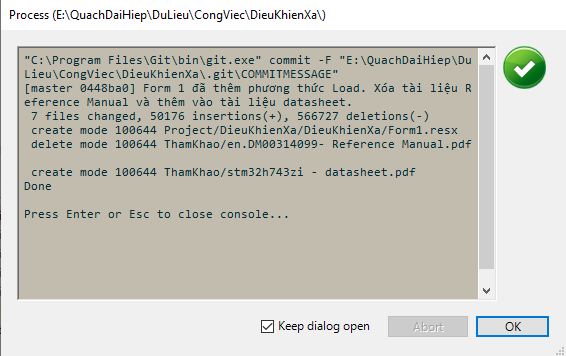 Process (E:\QuachDaiHiep\DuLieu\CongViec\DieuKhienXa\)
"C:\Program Files\Git\bin\git.exe" commit -F "E:\QuachDaiHiep\Du
Lieu\CongViec\DieuKhienXa\.git\COMMITMESSAGE"
[master 0448ba0] Form 1 đã thêm phương thức Load. Xóa tài liệu R
eference Manual và thêm vào tài liệu datasheet.
7 files changed, 50176 insertions(+), 566727 deletions(-)
create mode 100644 Project/DieuKhienXa/DieuKhienXa/Form1.resx
delete mode 100644 ThamKhao/en.DM00314099- Reference Manual.pdf
create mode 100644 ThamKhao/stm32h743zi - datasheet.pdf
Done
Press Enter or Esc to close console...
Keep dialog open
Abort
OK